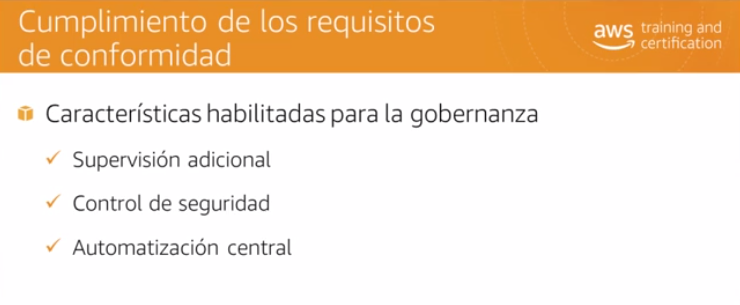 Cumplimiento de los requisitos
de conformidad
aws training and
certification
Características habilitadas para la gobernanza
Supervisión adicional
Control de seguridad
Automatización central